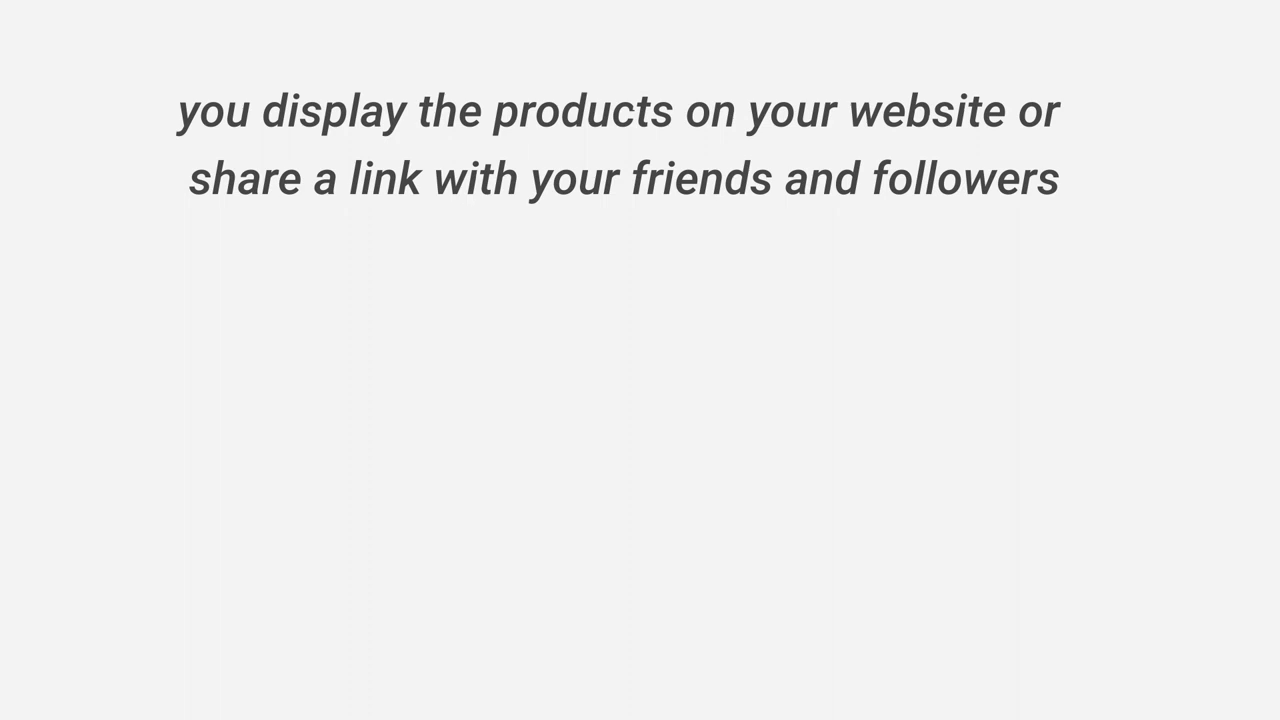 you display the products on your website or
share a link with your friends and followers